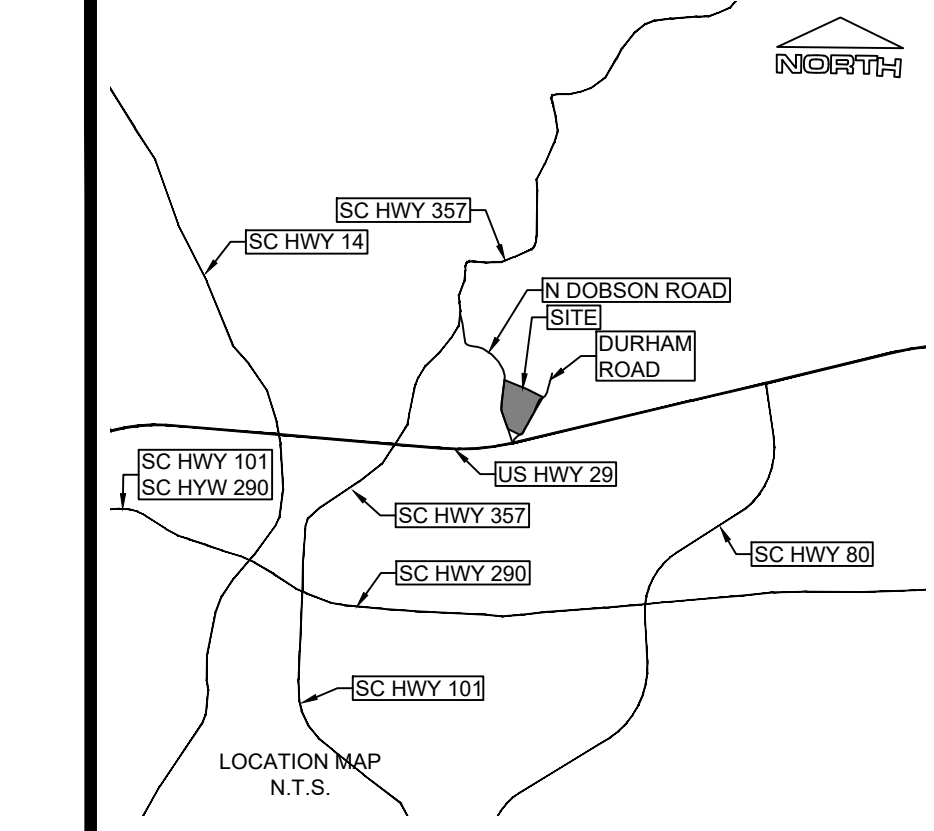 NORTH
SC HWY 357
SC HWY 14
N DOBSON ROAD
SITE
DURHAM
ROAD
SC HWY 101
SC HYW 290
US HWY 29
SC HWY 357
SC HWY 80
SC HWY 290
SC HWY 101
LOCATION MAP
N.T.S.